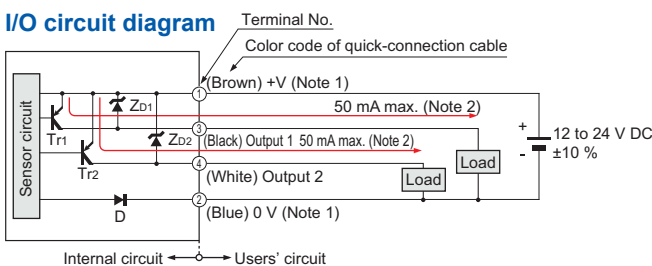 I/O circuit diagram
Terminal No.
Color code of quick-connection cable
1 (Brown) +V (Note 1)
50 mA max. (Note 2)
ZD1
Tr1
3
Sensor circuit
ZD2 (Black) Output 1 50 mA max. (Note 2)
+ 12 to 24 V DC
- ±10 %
Load
Tr2
4
Load
(White) Output 2
2
D
(Blue) 0 V (Note 1)
Internal circuit Users' circuit